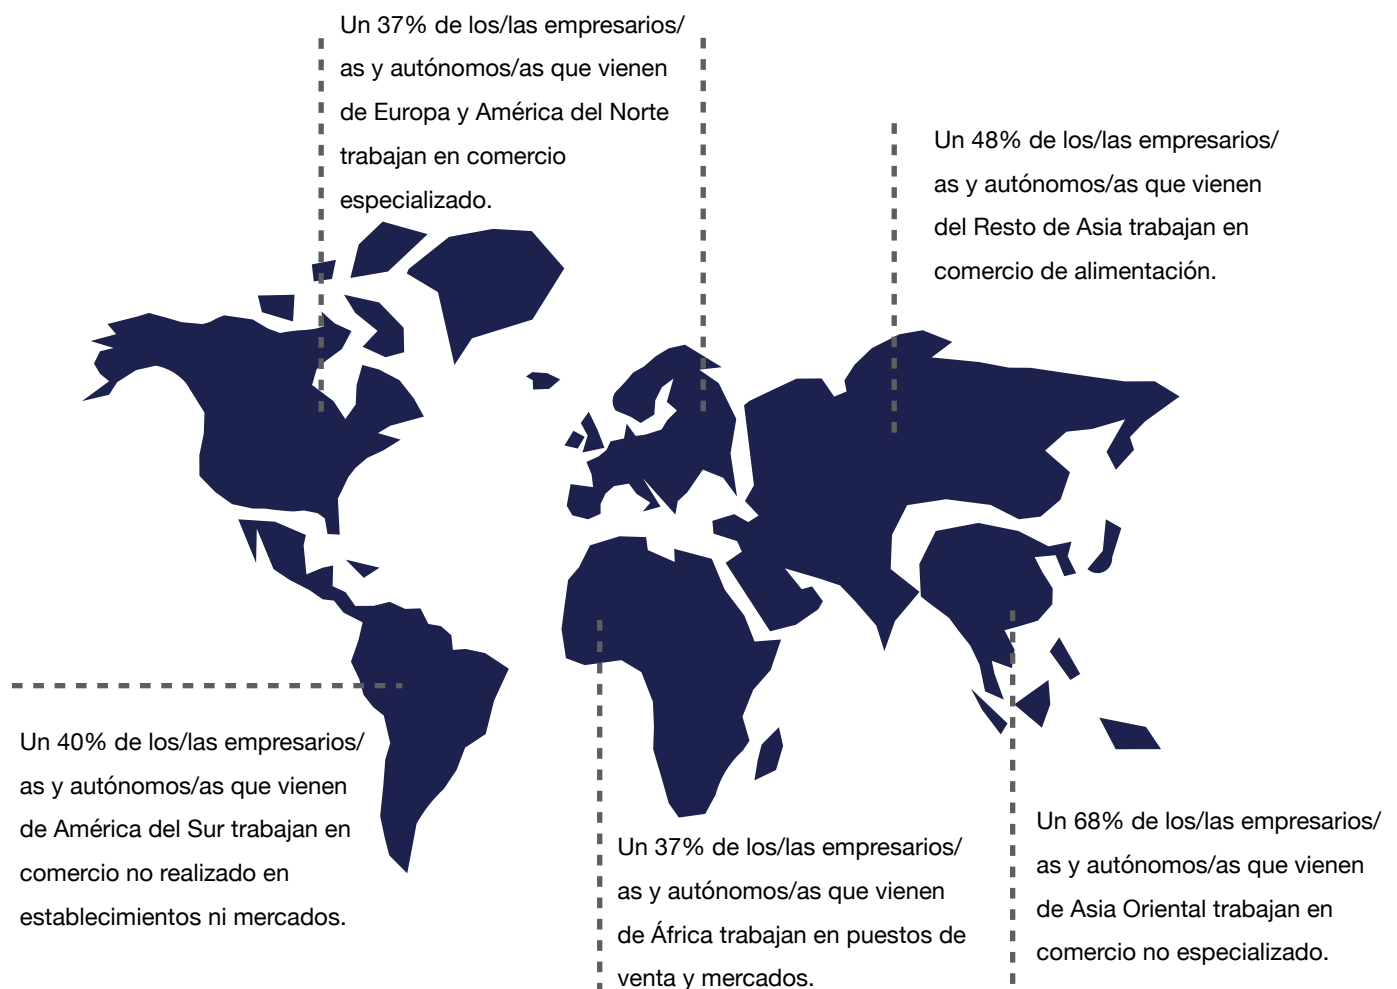 Un 37% de los/las empresarios/
as y autónomos/as que vienen
de Europa y América del Norte
trabajan en comercio
especializado.
Un 48% de los/las empresarios/
as y autónomos/as que vienen
del Resto de Asia trabajan en
comercio de alimentación.
Un 40% de los/las empresarios/
as y autónomos/as que vienen
de América del Sur trabajan en
comercio no realizado en
establecimientos ni mercados.
Un 37% de los/las empresarios/
as y autónomos/as que vienen
de África trabajan en puestos de
venta y mercados.
Un 68% de los/las empresarios/
as y autónomos/as que vienen
de Asia Oriental trabajan en
comercio no especializado.